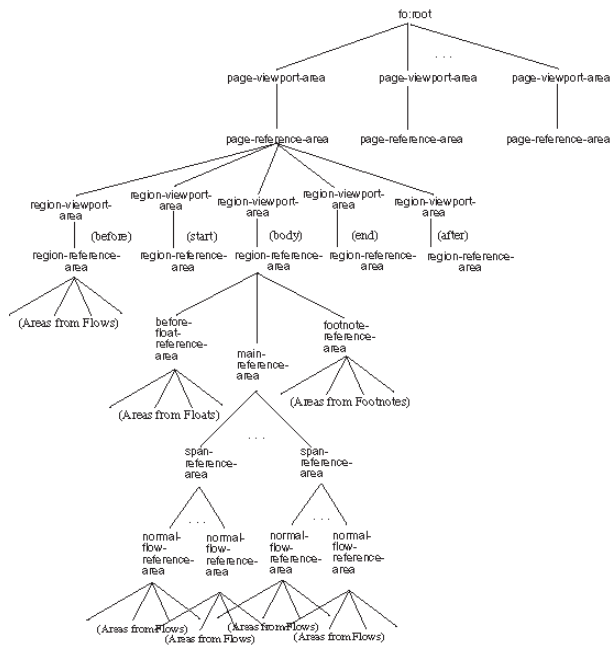 fo:root
. . .
page-viewport-area page-viewport-area page-viewport-area
page-reference-area page-reference-area page-reference-area
region-viewport-
area
region-viewport-
area
region-viewport-
area
region-viewport-
area
region-viewport-
area
(before) (start) (body) (end) (after)
region-reference-
area
region-reference-
area
region-reference-
area
region-reference-
area
region-reference-
area
(Areas from Flows)
before-
float-
reference-
area
main-
reference-
area
footnote-
reference-
area
(Areas from Floats)
(Areas from Footnotes)
. . .
span-
reference-
area
span-
reference-
area
. . .
. . .
normal-
flow-
reference-
area
normal-
flow-
reference-
area
normal-
flow-
reference-
area
normal-
flow-
reference-
area
(Areas from Flows)
(Areas from Flows)
(Areas from Flows)
(Areas from Flows)